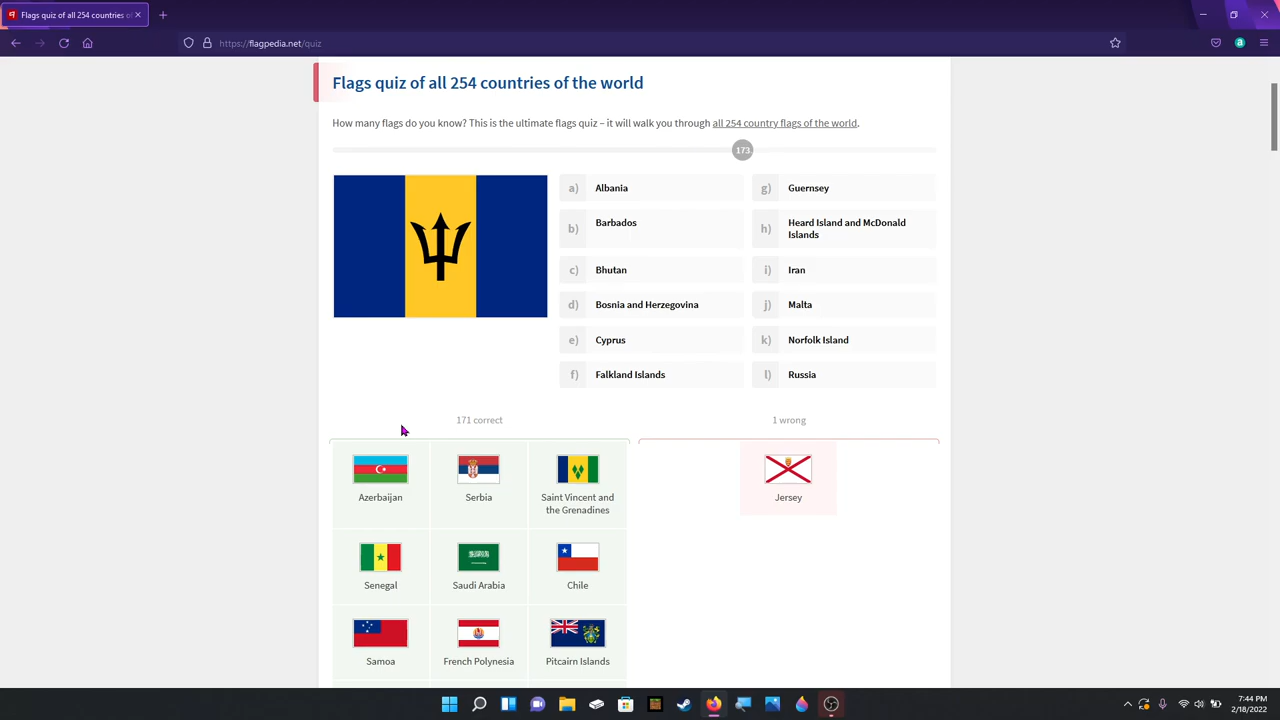 Flags quiz of all 254 countries of
https://flagpedia.net/quiz
Flags quiz of all 254 countries of the world
How many flags do you know? This is the ultimate flags quiz – it will walk you through all 254 country flags of the world.
173.
a) Albania
b) Barbados
c) Bhutan
d) Bosnia and Herzegovina
e) Cyprus
f) Falkland Islands
g) Guernsey
h) Heard Island and McDonald
Islands
i) Iran
j) Malta
k) Norfolk Island
l) Russia
171 correct
1 wrong
Azerbaijan
Serbia
Saint Vincent and
the Grenadines
Jersey
Senegal
Saudi Arabia
Chile
Samoa
French Polynesia
Pitcairn Islands
7:44 PM
2/18/2022